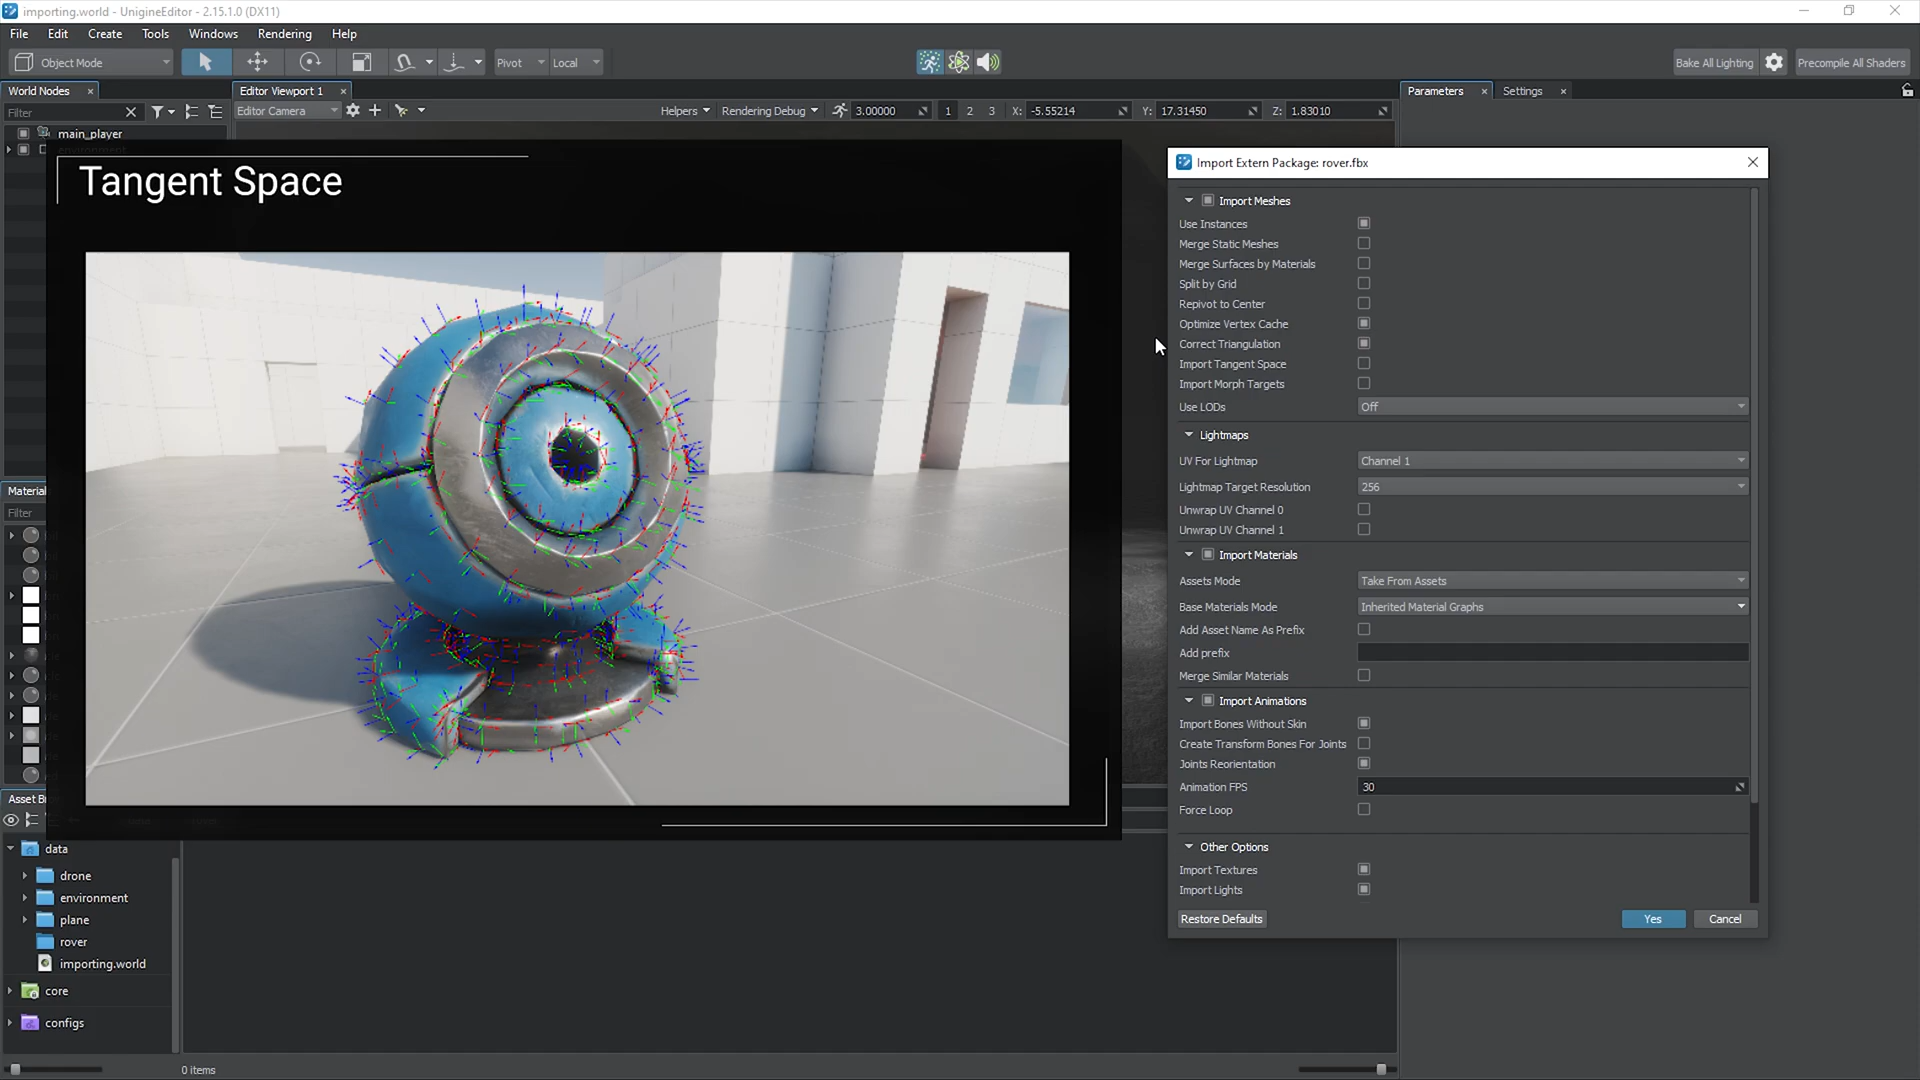 importing.world - UnigineEditor - 2.15.1.0 (DX11)
File Edit Create Tools Windows Rendering Help
Object Mode Pivot Local Bake All Lighting Precompile All Shaders
World Nodes Editor Viewport 1 Parameters Settings
Filter Editor Camera Helpers Rendering Debug 3.00000 1 2 3 X: -5.55214 Y: 17.31450 Z: 1.83010
main_player
environment
Tangent Space
Import Extern Package: rover.fbx
Import Meshes
Use Instances
Merge Static Meshes
Merge Surfaces by Materials
Split by Grid
Repivot to Center
Optimize Vertex Cache
Correct Triangulation
Import Tangent Space
Import Morph Targets
Use LODs Off
Lightmaps
UV For Lightmap Channel 1
Lightmap Target Resolution 256
Unwrap UV Channel 0
Unwrap UV Channel 1
Import Materials
Assets Mode Take From Assets
Base Materials Mode Inherited Material Graphs
Add Asset Name As Prefix
Add prefix
Merge Similar Materials
Import Animations
Import Bones Without Skin
Create Transform Bones For Joints
Joints Reorientation
Animation FPS 30
Force Loop
Other Options
Import Textures
Import Lights
Restore Defaults Yes Cancel
Material
Filter
Asset B
data
drone
environment
plane
rover
importing.world
core
configs
0 items